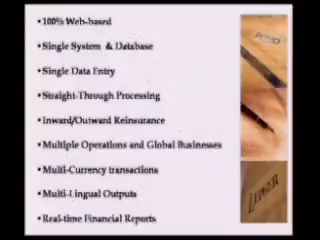 • 100% Web-based
• Single System & Database
• Single Data Entry
• Straight-Through Processing
• Inward/Outward Reinsurance
• Multiple Operations and Global Businesses
• Multi-Currency transactions
• Multi-Lingual Outputs
• Real-time Financial Reports